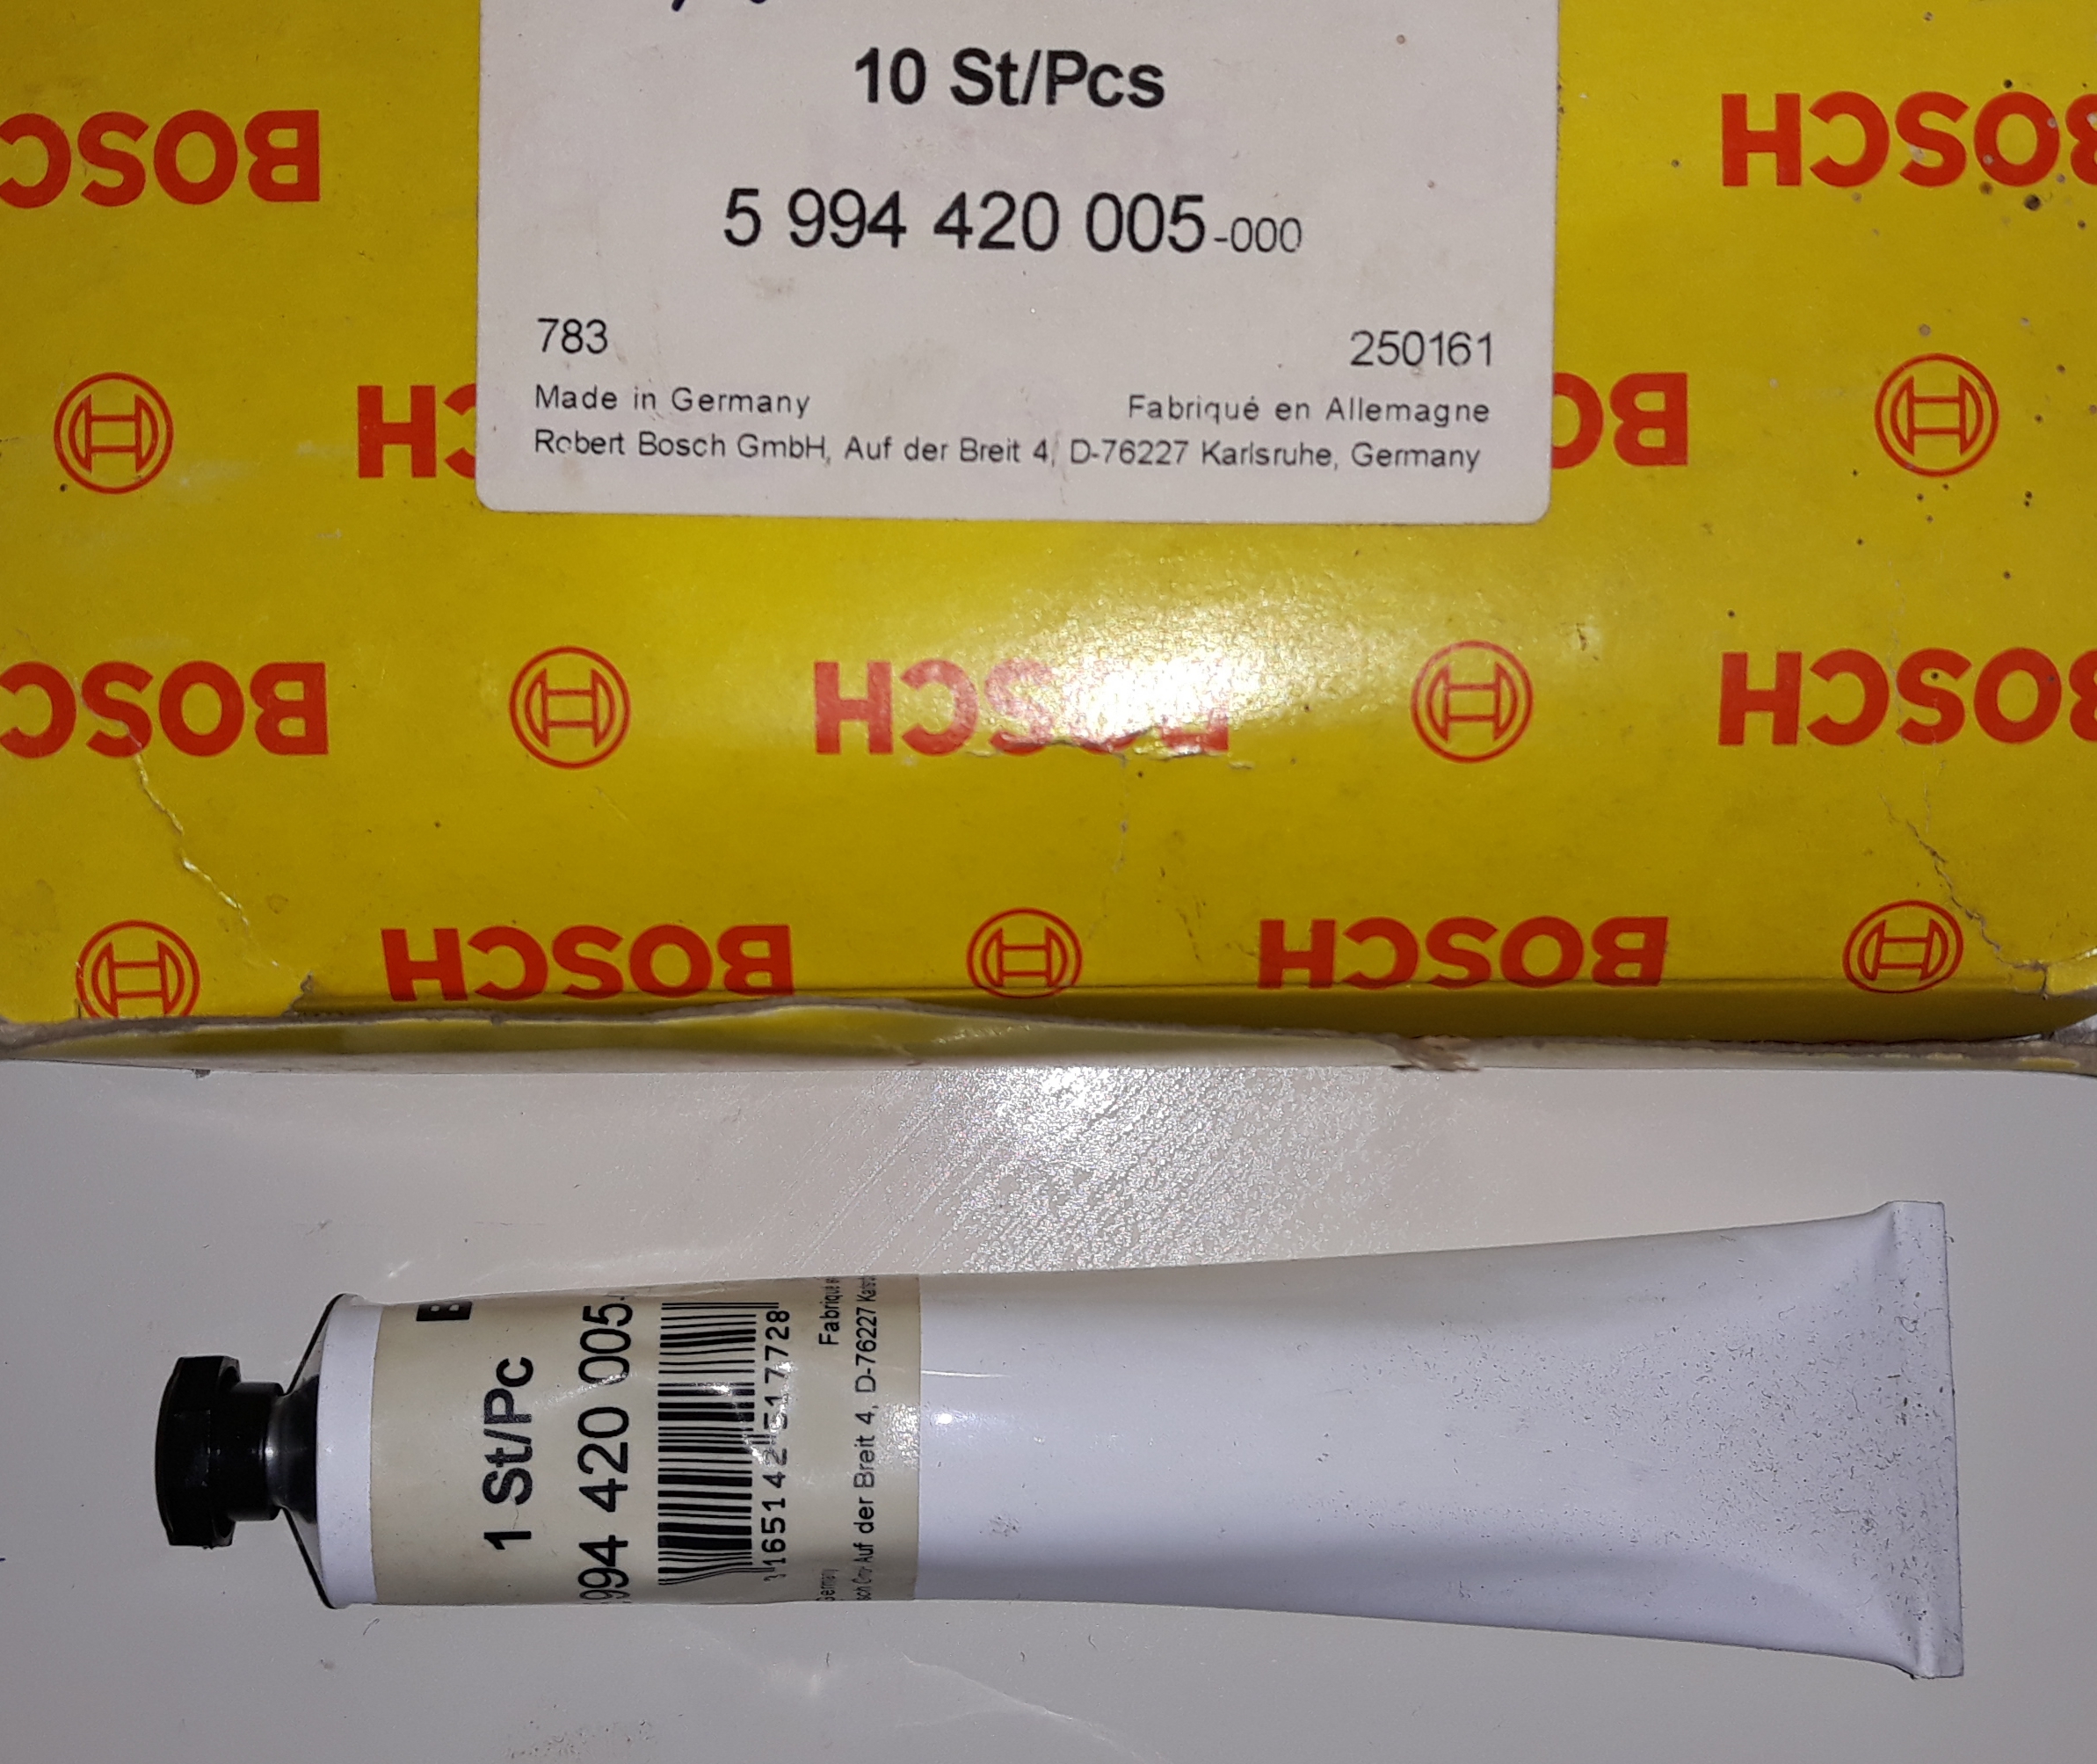 10 St/Pcs
5 994 420 005-000
783 250161
Made in Germany Fabriqué en Allemagne
Robert Bosch GmbH, Auf der Breit 4, D-76227 Karlsruhe, Germany
BOSCH
BOSCH
BOSCH
BOSCH
BOSCH
BOSCH
BOSCH
BOSCH
BOSCH
1 St/Pc
994 420 005
Fabriqué
Germany
Auf der Breit 4, D-76227